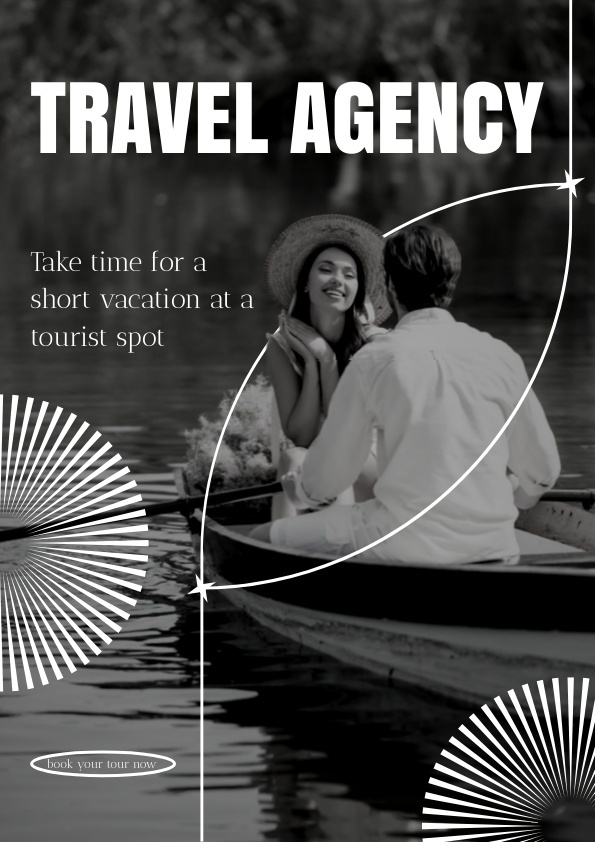 TRAVEL AGENCY
Take time for a
short vacation at a
tourist spot
book your tour now